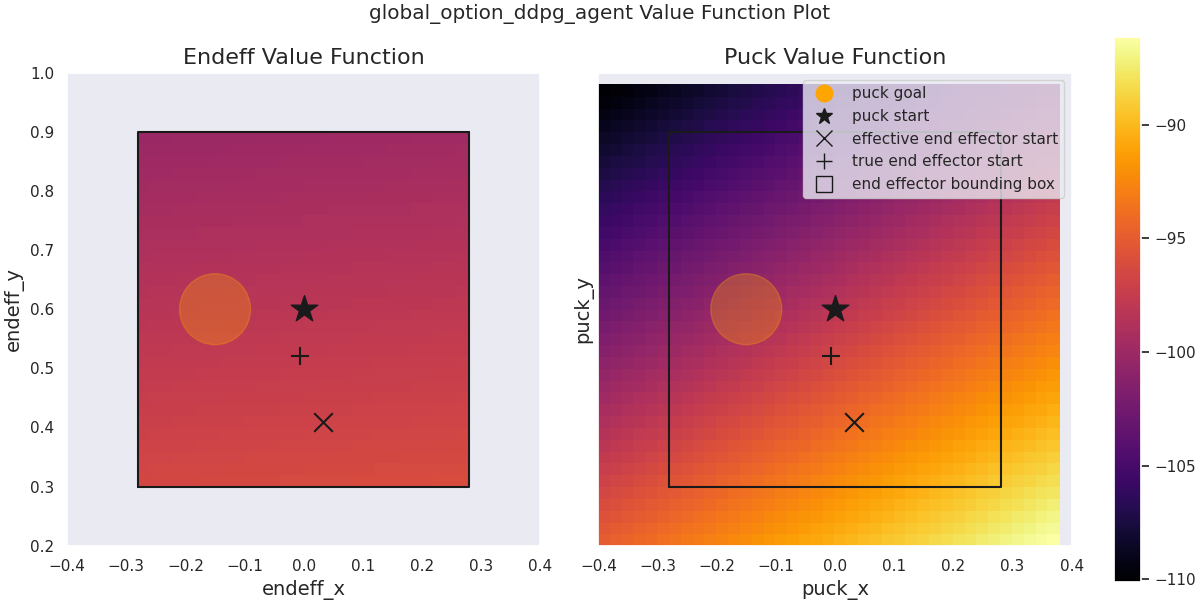 global_option_ddpg_agent Value Function Plot
Endeff Value Function
Puck Value Function
puck goal
puck start
effective end effector start
true end effector start
end effector bounding box
1.0
0.9
0.8
0.7
0.6
0.5
0.4
0.3
0.2
endeff_y
−0.4 −0.3 −0.2 −0.1 0.0 0.1 0.2 0.3 0.4
endeff_x
puck_y
−0.4 −0.3 −0.2 −0.1 0.0 0.1 0.2 0.3 0.4
puck_x
−90
−95
−100
−105
−110